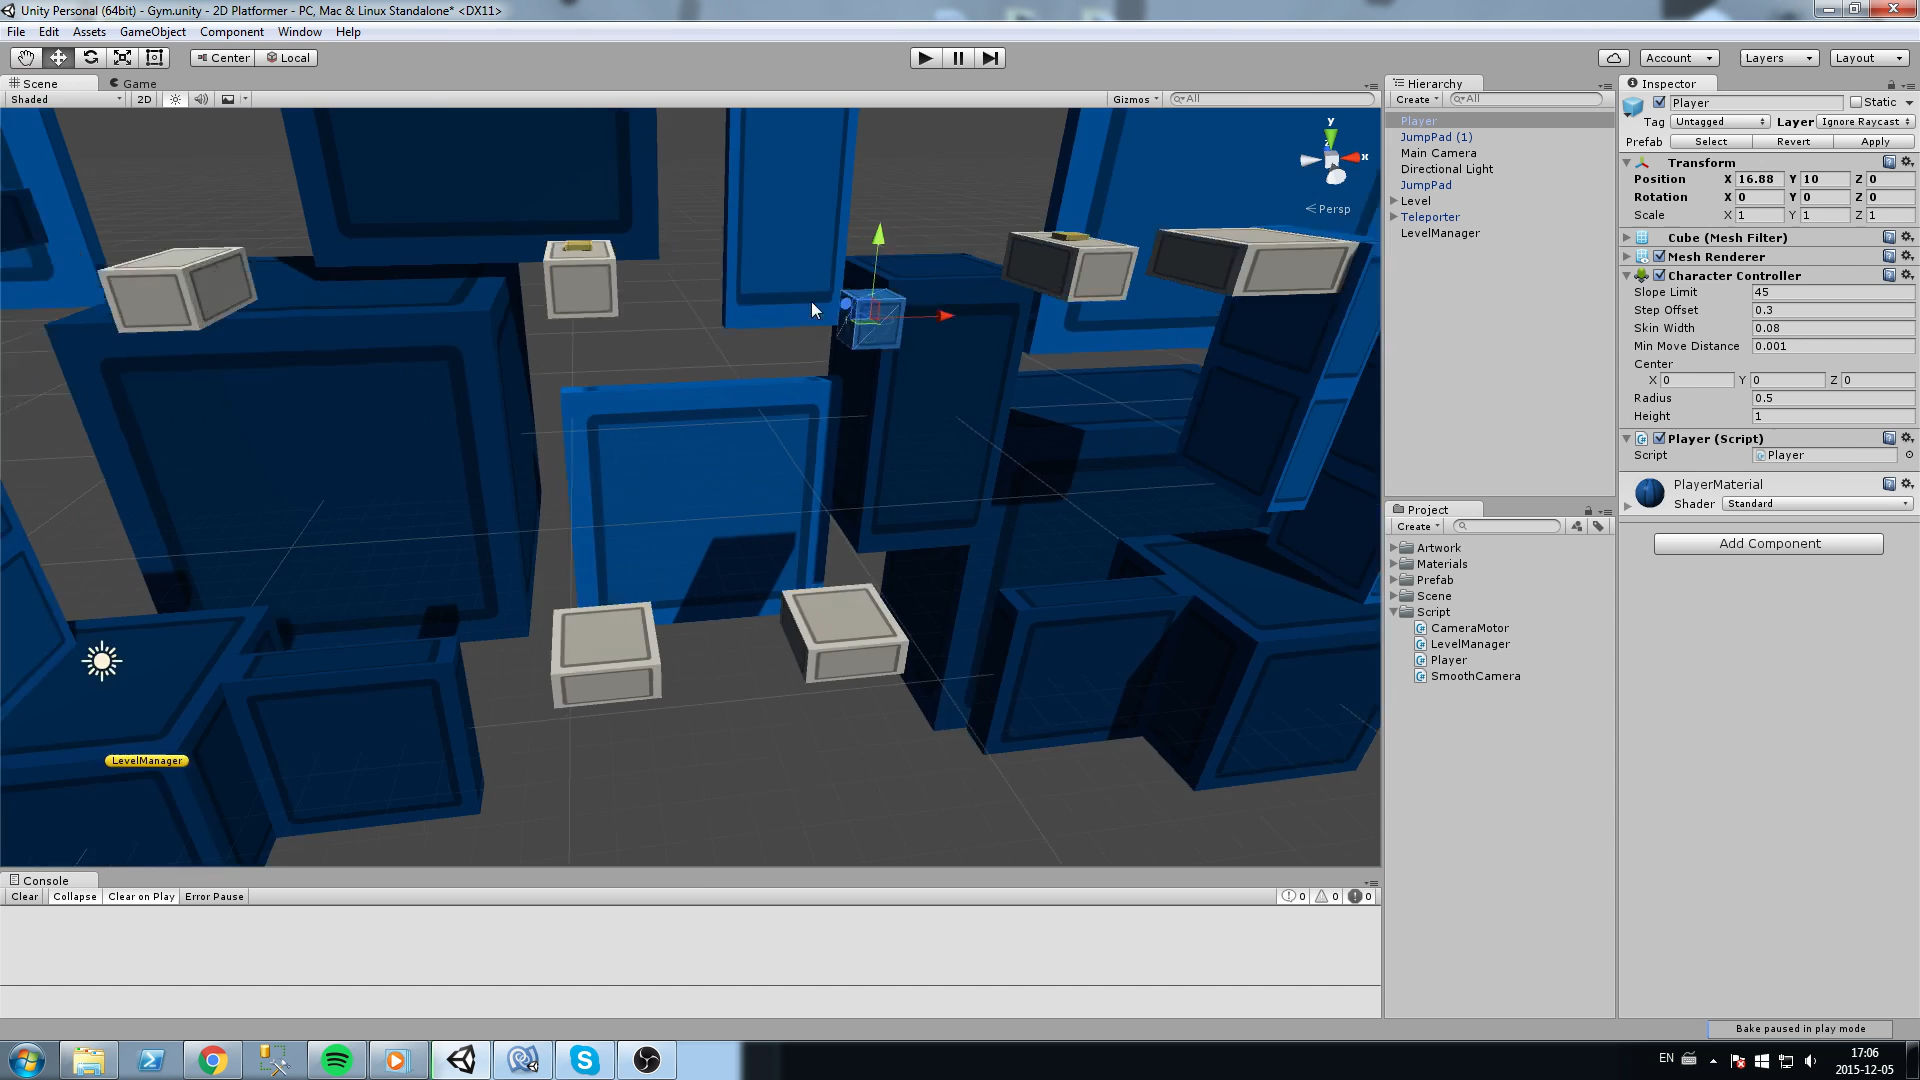 Unity Personal (64bit) - Gym.unity - 2D Platformer - PC, Mac & Linux Standalone* <DX11>
File Edit Assets GameObject Component Window Help
Center Local
Account Layers Layout
Scene Game
Shaded 2D Gizmos All
y
x
Persp
LevelManager
Hierarchy
Create All
Player
JumpPad (1)
Main Camera
Directional Light
JumpPad
Level
Teleporter
LevelManager
Project
Create
Artwork
Materials
Prefab
Scene
Script
CameraMotor
LevelManager
Player
SmoothCamera
Inspector
Player Static
Tag Untagged Layer Ignore Raycast
Prefab Select Revert Apply
Transform
Position X 16.88 Y 10 Z 0
Rotation X 0 Y 0 Z 0
Scale X 1 Y 1 Z 1
Cube (Mesh Filter)
Mesh Renderer
Character Controller
Slope Limit 45
Step Offset 0.3
Skin Width 0.08
Min Move Distance 0.001
Center
X 0 Y 0 Z 0
Radius 0.5
Height 1
Player (Script)
Script Player
PlayerMaterial
Shader Standard
Add Component
Console
Clear Collapse Clear on Play Error Pause 0 0 0
Bake paused in play mode
EN 17:06
2015-12-05